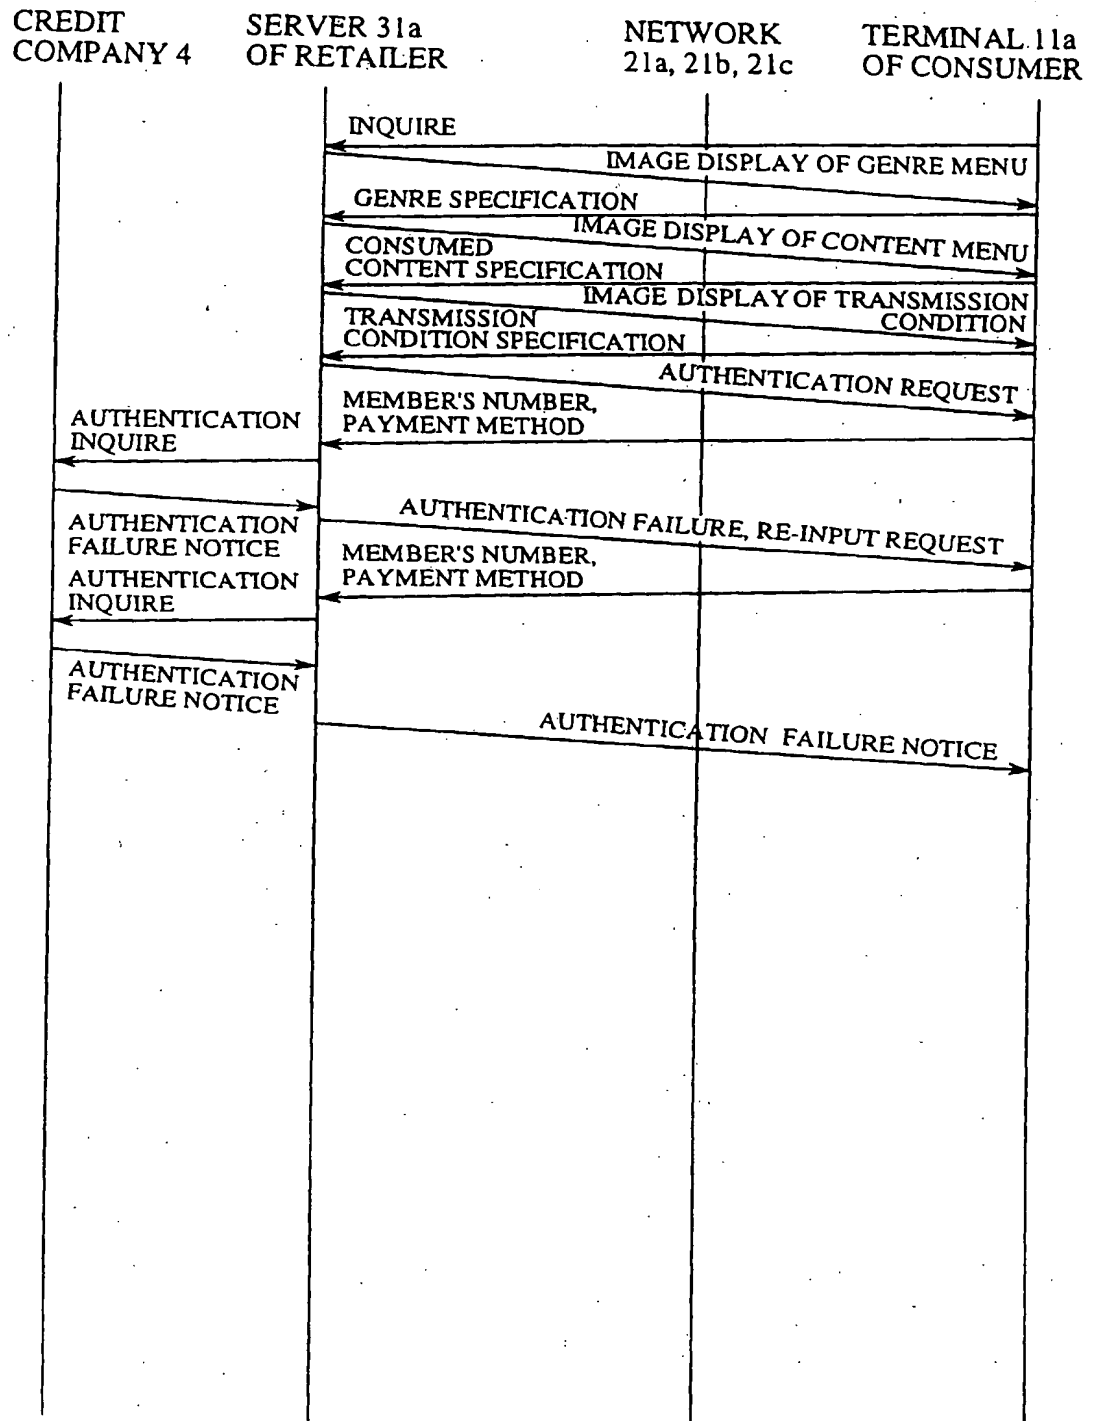 CREDIT
COMPANY 4
SERVER 31a
OF RETAILER
NETWORK
21a, 21b, 21c
TERMINAL 11a
OF CONSUMER
INQUIRE
IMAGE DISPLAY OF GENRE MENU
GENRE SPECIFICATION
IMAGE DISPLAY OF CONTENT MENU
CONSUMED
CONTENT SPECIFICATION
IMAGE DISPLAY OF TRANSMISSION
CONDITION
TRANSMISSION
CONDITION SPECIFICATION
AUTHENTICATION REQUEST
MEMBER'S NUMBER,
PAYMENT METHOD
AUTHENTICATION
INQUIRE
AUTHENTICATION FAILURE, RE-INPUT REQUEST
AUTHENTICATION
FAILURE NOTICE
MEMBER'S NUMBER,
PAYMENT METHOD
AUTHENTICATION
INQUIRE
AUTHENTICATION
FAILURE NOTICE
AUTHENTICATION FAILURE NOTICE